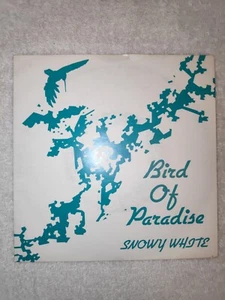 Bird
Of
Paradise
SNOWY WHITE